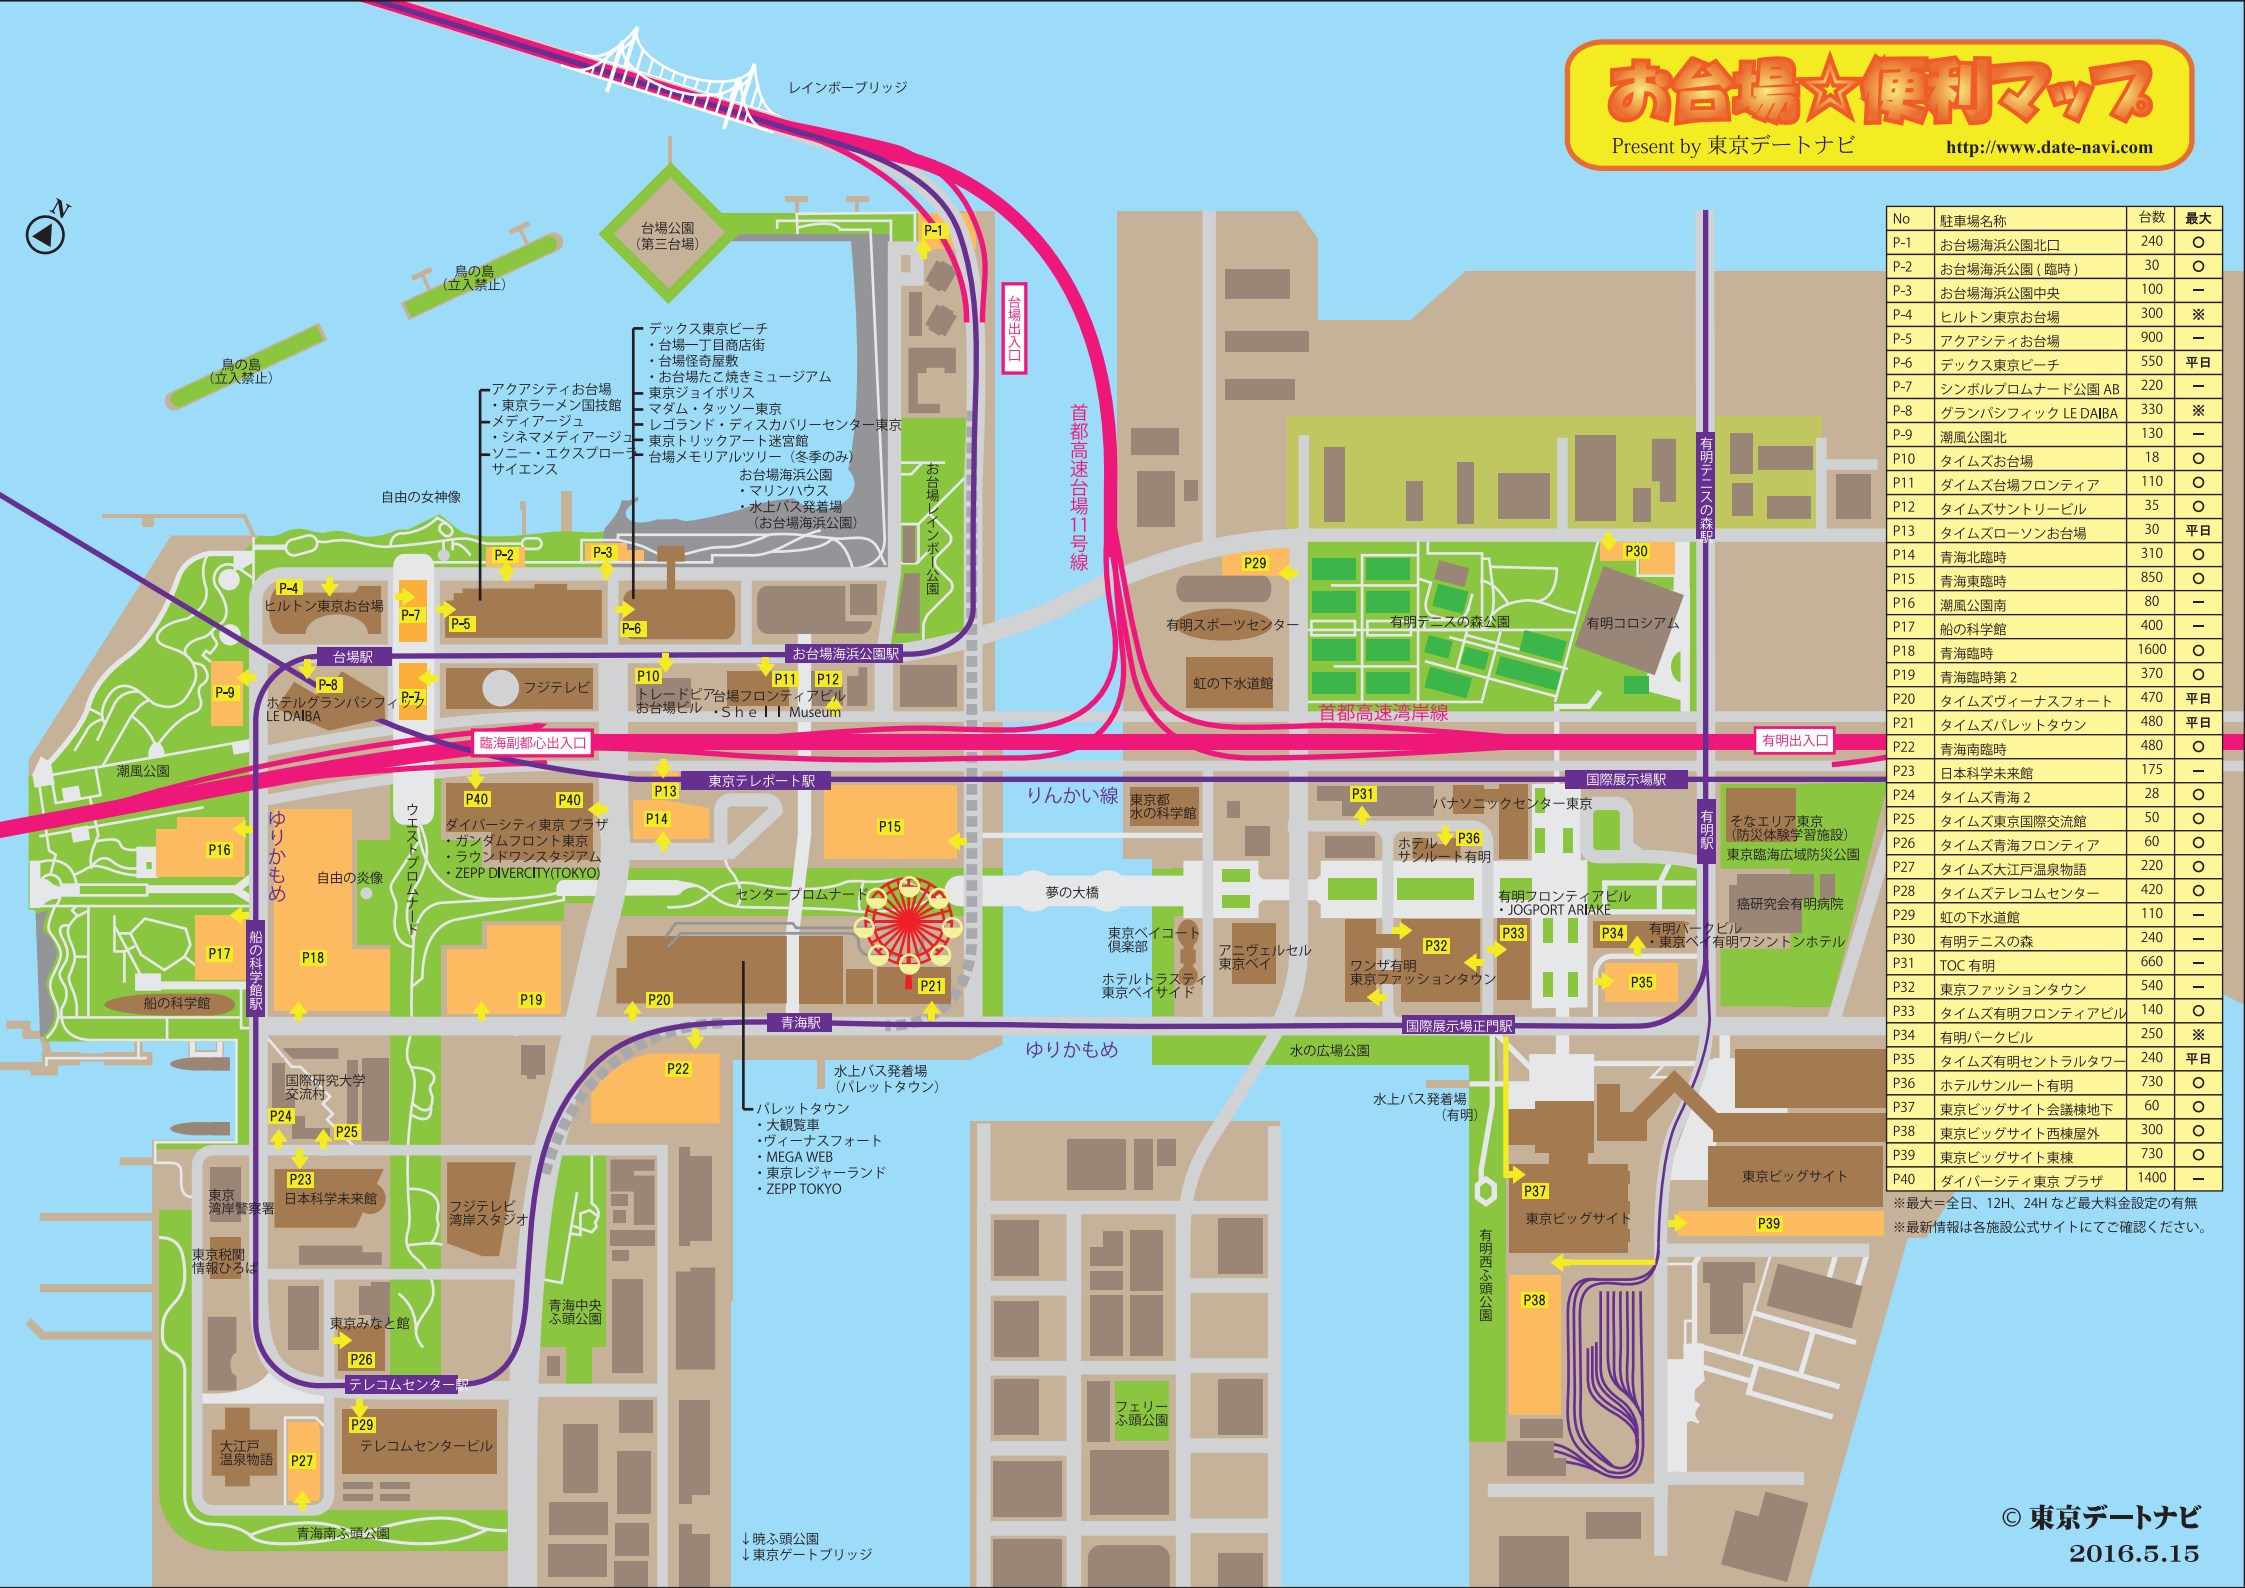 お台場☆便利マップ
Present by 東京デートナビ
http://www.date-navi.com
レインボーブリッジ
N
台場公園
(第三台場)
鳥の島
(立入禁止)
鳥の島
(立入禁止)
P-1
台場出入口
デックス東京ビーチ
・台場一丁目商店街
・台場怪奇屋敷
・お台場たこ焼きミュージアム
東京ジョイポリス
マダム・タッソー東京
レゴランド・ディスカバリーセンター東京
東京トリックアート迷宮館
台場メモリアルツリー（冬季のみ）
アクアシティお台場
・東京ラーメン国技館
メディアージュ
・シネマメディアージュ
ソニー・エクスプローラ
サイエンス
お台場海浜公園
・マリンハウス
・水上バス発着場
（お台場海浜公園）
自由の女神像
お台場レインボー公園
首都高速台場11号線
有明テニスの森駅
P-2
P-3
P-4
ヒルトン東京お台場
P-7
P-5
P-6
P29
P30
有明スポーツセンター
有明テニスの森公園
有明コロシアム
台場駅
お台場海浜公園駅
P-9
P-8
ホテルグランパシフィック
LE DAIBA
P-7
フジテレビ
P10
トレードピア
お台場ビル
P11
P12
台場フロンティアビル
・Shell Museum
虹の下水道館
首都高速湾岸線
臨海副都心出入口
有明出入口
潮風公園
東京テレポート駅
国際展示場駅
りんかい線
P40
P40
P13
P14
P15
東京都
水の科学館
P31
パナソニックセンター東京
P36
ホテル
サンルート有明
有明駅
そなエリア東京
(防災体験学習施設)
東京臨海広域防災公園
ゆりかもめ
P16
ウエストプロムナード
ダイバーシティ東京 プラザ
・ガンダムフロント東京
・ラウンドワンスタジアム
・ZEPP DIVERCITY(TOKYO)
自由の炎像
センタープロムナード
夢の大橋
有明フロンティアビル
・JOGPORT ARIAKE
癌研究会有明病院
船の科学館駅
P17
P18
P19
P20
P21
東京ベイコート
倶楽部
ホテルトラスティ
東京ベイサイド
アニヴェルセル
東京ベイ
P32
ワンザ有明
東京ファッションタウン
P33
P34
有明パークビル
・東京ベイ有明ワシントンホテル
P35
船の科学館
青海駅
国際展示場正門駅
ゆりかもめ
水の広場公園
P22
水上バス発着場
（パレットタウン）
水上バス発着場
（有明）
国際研究大学
交流村
P24
P25
P23
日本科学未来館
東京
湾岸警察署
フジテレビ
湾岸スタジオ
パレットタウン
・大観覧車
・ヴィーナスフォート
・MEGA WEB
・東京レジャーランド
・ZEPP TOKYO
P37
東京ビッグサイト
東京ビッグサイト
P39
東京税関
情報ひろば
有明西ふ頭公園
P38
青海中央
ふ頭公園
東京みなと館
P26
テレコムセンター駅
P29
テレコムセンタービル
大江戸
温泉物語
P27
フェリー
ふ頭公園
青海南ふ頭公園
↓暁ふ頭公園
↓東京ゲートブリッジ
No 駐車場名称 台数 最大
P-1 お台場海浜公園北口 240 ○
P-2 お台場海浜公園 ( 臨時 ) 30 ○
P-3 お台場海浜公園中央 100 −
P-4 ヒルトン東京お台場 300 ※
P-5 アクアシティお台場 900 −
P-6 デックス東京ビーチ 550 平日
P-7 シンボルプロムナード公園 AB 220 −
P-8 グランパシフィック LE DAIBA 330 ※
P-9 潮風公園北 130 −
P10 タイムズお台場 18 ○
P11 ダイムズ台場フロンティア 110 ○
P12 タイムズサントリービル 35 ○
P13 タイムズローソンお台場 30 平日
P14 青海北臨時 310 ○
P15 青海東臨時 850 ○
P16 潮風公園南 80 −
P17 船の科学館 400 −
P18 青海臨時 1600 ○
P19 青海臨時第 2 370 ○
P20 タイムズヴィーナスフォート 470 平日
P21 タイムズパレットタウン 480 平日
P22 青海南臨時 480 ○
P23 日本科学未来館 175 −
P24 タイムズ青海 2 28 ○
P25 タイムズ東京国際交流館 50 ○
P26 タイムズ青海フロンティア 60 ○
P27 タイムズ大江戸温泉物語 220 ○
P28 タイムズテレコムセンター 420 ○
P29 虹の下水道館 110 −
P30 有明テニスの森 240 −
P31 TOC 有明 660 −
P32 東京ファッションタウン 540 −
P33 タイムズ有明フロンティアビル 140 ○
P34 有明パークビル 250 ※
P35 タイムズ有明セントラルタワー 240 平日
P36 ホテルサンルート有明 730 ○
P37 東京ビッグサイト会議棟地下 60 ○
P38 東京ビッグサイト西棟屋外 300 ○
P39 東京ビッグサイト東棟 730 ○
P40 ダイバーシティ東京 プラザ 1400 −
※最大＝全日、12H、24H など最大料金設定の有無
※最新情報は各施設公式サイトにてご確認ください。
© 東京デートナビ
2016.5.15